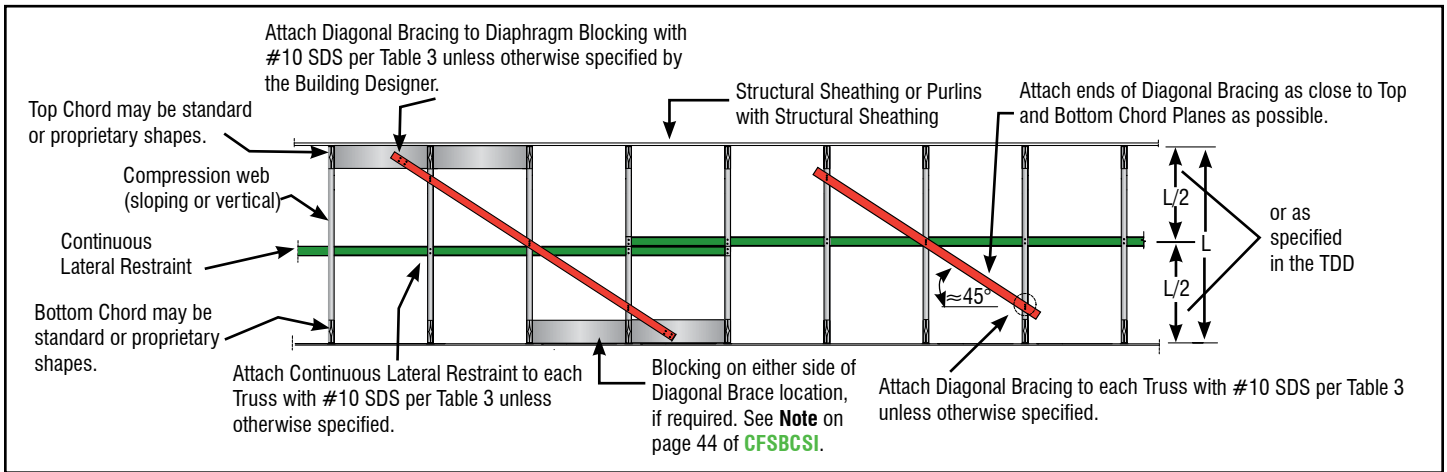 Attach Diagonal Bracing to Diaphragm Blocking with
#10 SDS per Table 3 unless otherwise specified by
the Building Designer.
Top Chord may be standard
or proprietary shapes.
Structural Sheathing or Purlins
with Structural Sheathing
Attach ends of Diagonal Bracing as close to Top
and Bottom Chord Planes as possible.
Compression web
(sloping or vertical)
Continuous
Lateral Restraint
L/2
L
L/2
or as
specified
in the TDD
≈45°
Bottom Chord may be
standard or proprietary
shapes.
Attach Continuous Lateral Restraint to each
Truss with #10 SDS per Table 3 unless
otherwise specified.
Blocking on either side of
Diagonal Brace location,
if required. See Note on
page 44 of CFSBCSI.
Attach Diagonal Bracing to each Truss with #10 SDS per Table 3
unless otherwise specified.